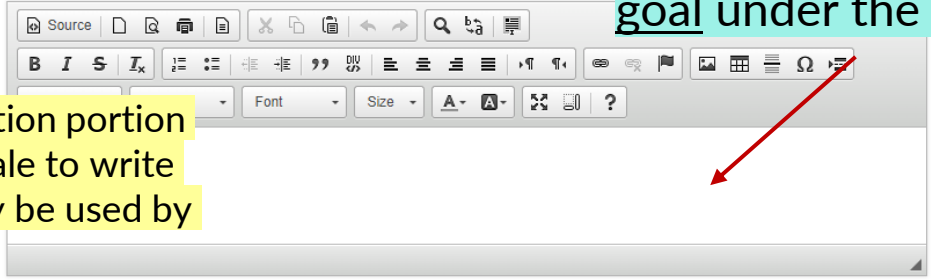 goal under the
Source
B I S Tx
Font Size A A ?
tion portion
ale to write
be used by